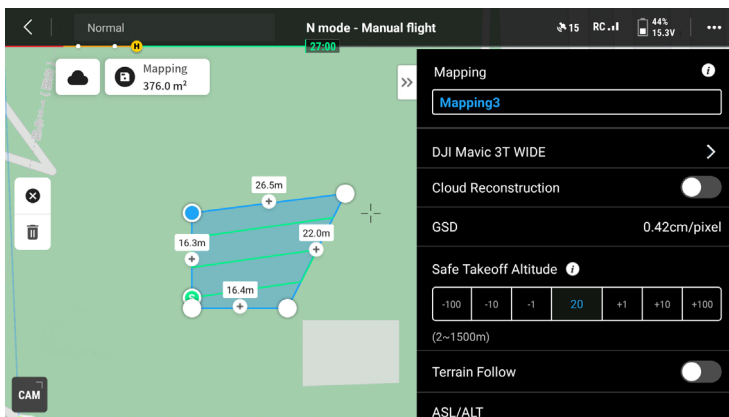 Normal
N mode - Manual flight
15
RC
44%
15.3V
H
27:00
Mapping
376.0 m²
26.5m
22.0m
16.3m
16.4m
S
CAM
Mapping
Mapping3
DJI Mavic 3T WIDE
Cloud Reconstruction
GSD 0.42cm/pixel
Safe Takeoff Altitude
-100 -10 -1 20 +1 +10 +100
(2~1500m)
Terrain Follow
ASL/ALT